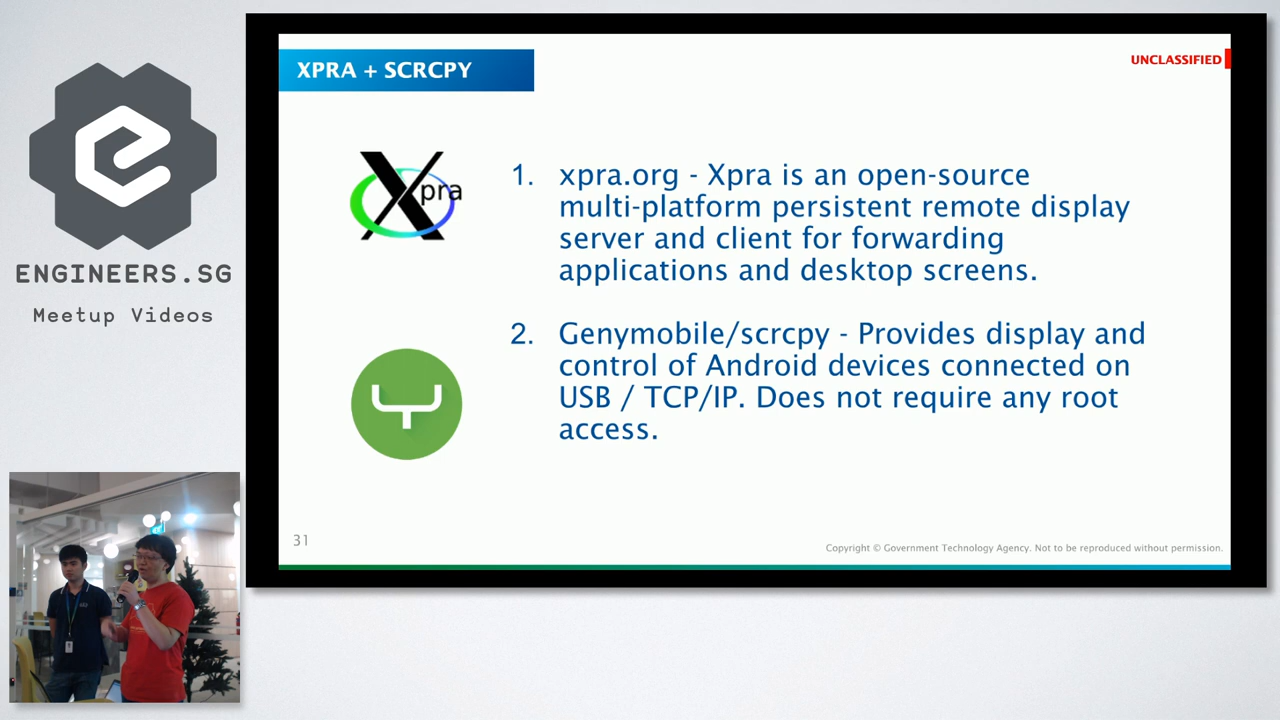 ENGINEERS.SG
Meetup Videos
XPRA + SCRCPY
UNCLASSIFIED
Xpra
1. xpra.org - Xpra is an open-source
multi-platform persistent remote display
server and client for forwarding
applications and desktop screens.
2. Genymobile/scrcpy - Provides display and
control of Android devices connected on
USB / TCP/IP. Does not require any root
access.
31
Copyright © Government Technology Agency. Not to be reproduced without permission.